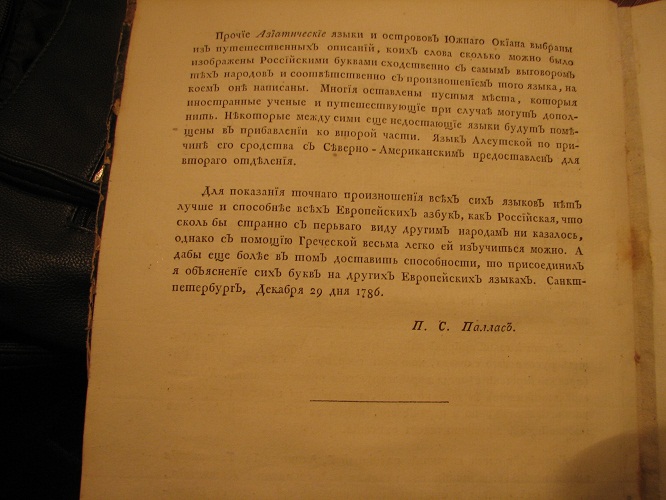 Прочіе Азіатическіе языки и острововъ Южнаго Океана выбраны
изъ путешественныхъ описаній, коихъ слова сколько можно было
изображены Россійскими буквами сходственно съ самымъ выговоромъ
тѣхъ народовъ и соотвѣтственно съ произношеніемъ того языка, на
коемъ онѣ написаны. Многія оставлены пустыя мѣста, которыя
иностранные ученые и путешествующіе при случаѣ могутъ допол-
нить. Нѣкоторые между сими еще недостающіе языки будутъ помѣ-
щены въ прибавленіи ко второй части. Языкъ Алеутской по при-
чинѣ его сродства съ Сѣверно-Американскимъ предоставленъ для
втораго отдѣленія.
Для показанія точнаго произношенія всѣхъ сихъ языковъ нѣтъ
лучше и способнѣе всѣхъ Европейскихъ азбукъ, какъ Россійская, что
сколь бы странно съ перьваго виду другимъ народамъ ни казалось,
однако съ помощію Греческой весьма легко ей изъучиться можно. А
дабы еще болѣе въ томъ доставить способности, то присоединилъ
я объясненіе сихъ буквъ на другихъ Европейскихъ языкахъ. Санкт-
петербургъ, Декабря 29 дня 1786.
П. С. Палласъ.